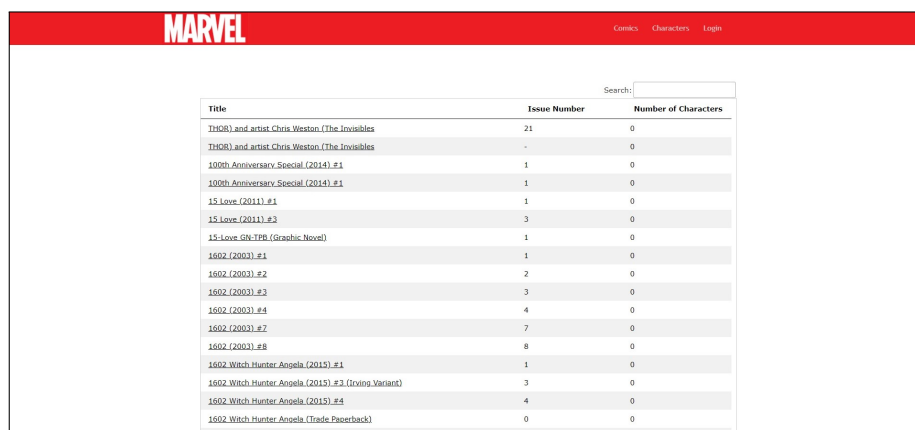 MARVEL Comics Characters Login
Search:
Title Issue Number Number of Characters
THOR) and artist Chris Weston (The Invisibles 21 0
THOR) and artist Chris Weston (The Invisibles - 0
100th Anniversary Special (2014) #1 1 0
100th Anniversary Special (2014) #1 1 0
15 Love (2011) #1 1 0
15 Love (2011) #3 3 0
15-Love GN-TPB (Graphic Novel) 1 0
1602 (2003) #1 1 0
1602 (2003) #2 2 0
1602 (2003) #3 3 0
1602 (2003) #4 4 0
1602 (2003) #7 7 0
1602 (2003) #8 8 0
1602 Witch Hunter Angela (2015) #1 1 0
1602 Witch Hunter Angela (2015) #3 (Irving Variant) 3 0
1602 Witch Hunter Angela (2015) #4 4 0
1602 Witch Hunter Angela (Trade Paperback) 0 0